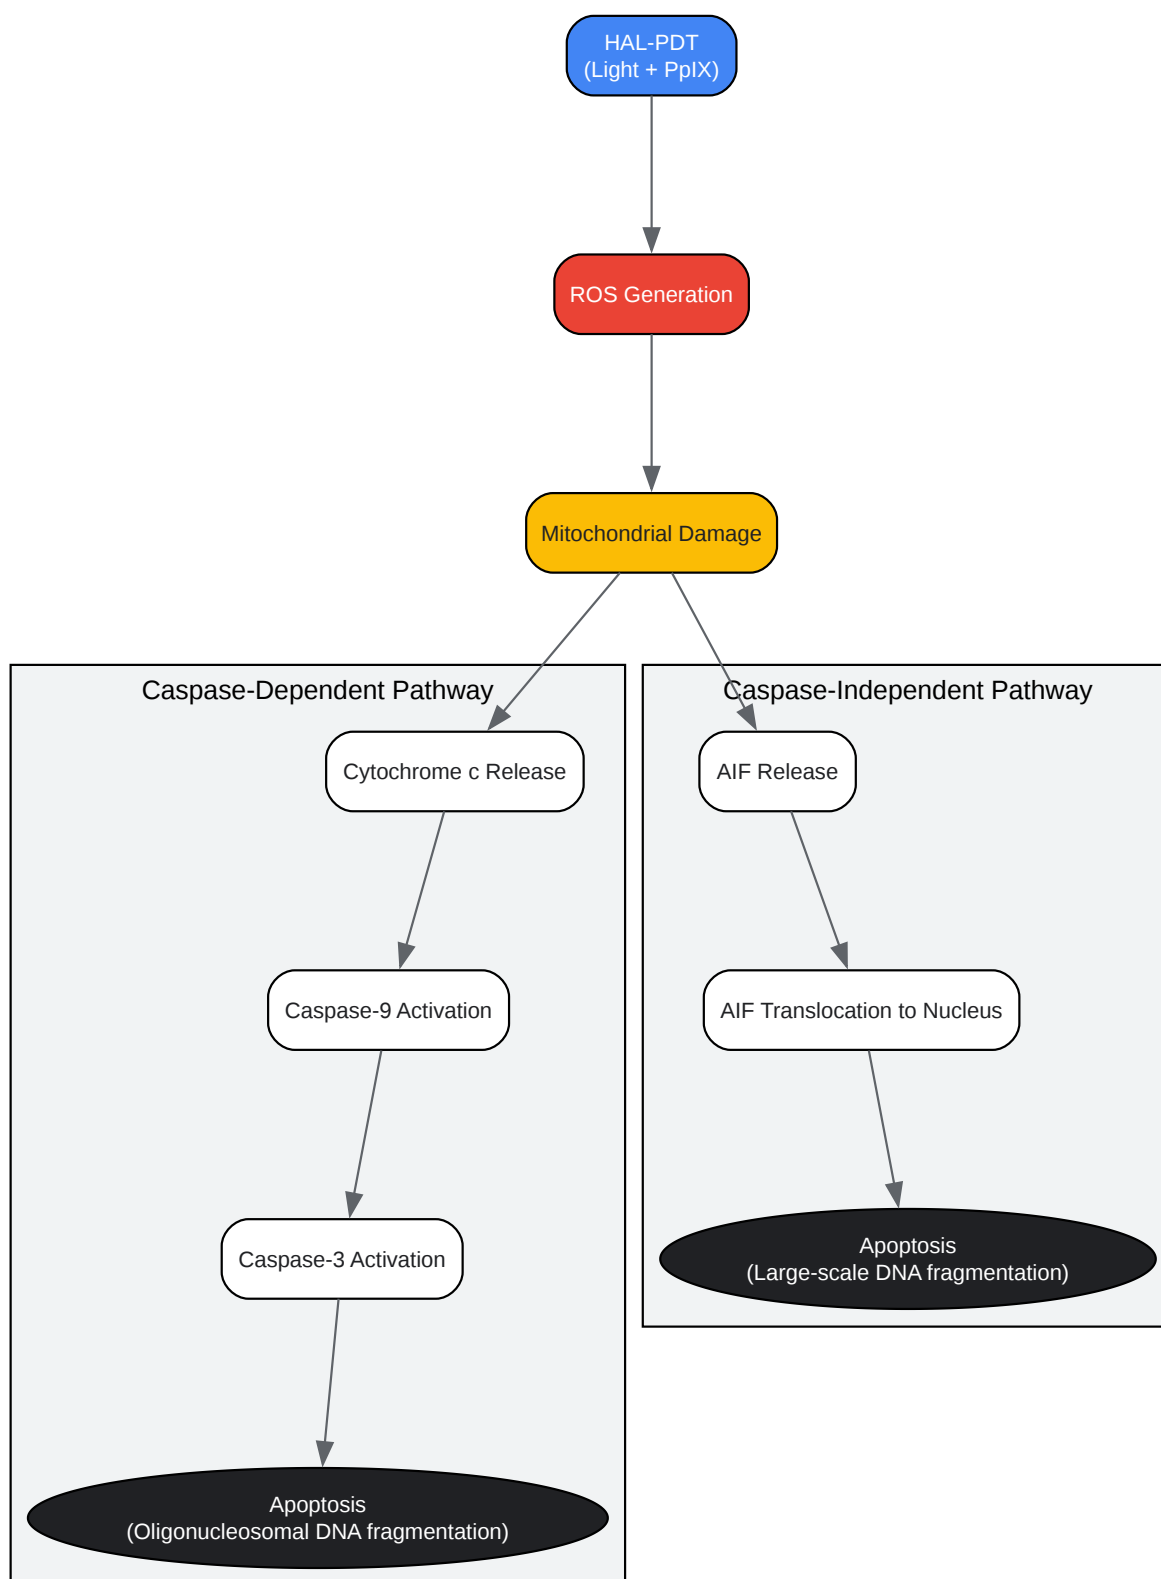 HAL-PDT
(Light + PpIX)
ROS Generation
Mitochondrial Damage
Caspase-Dependent Pathway
Cytochrome c Release
Caspase-9 Activation
Caspase-3 Activation
Apoptosis
(Oligonucleosomal DNA fragmentation)
Caspase-Independent Pathway
AIF Release
AIF Translocation to Nucleus
Apoptosis
(Large-scale DNA fragmentation)